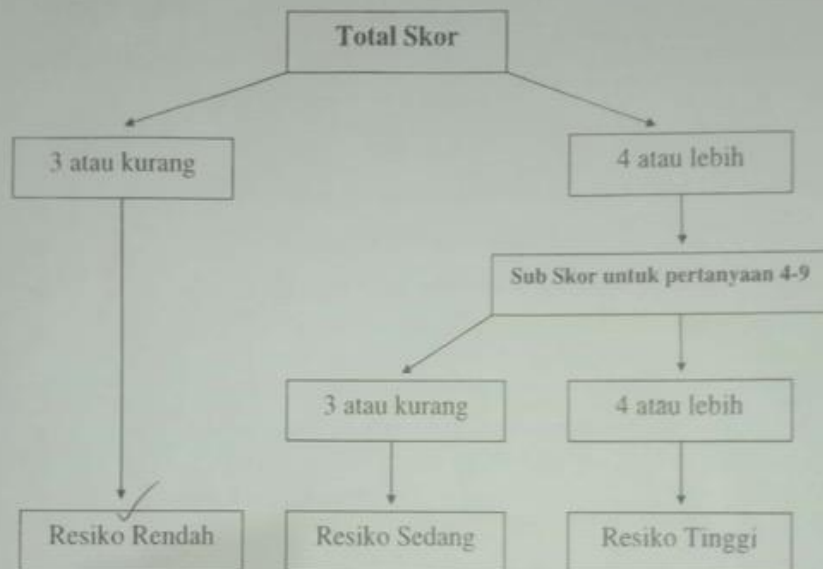 Total Skor
3 atau kurang
4 atau lebih
Sub Skor untuk pertanyaan 4-9
3 atau kurang
4 atau lebih
Resiko Rendah
Resiko Sedang
Resiko Tinggi